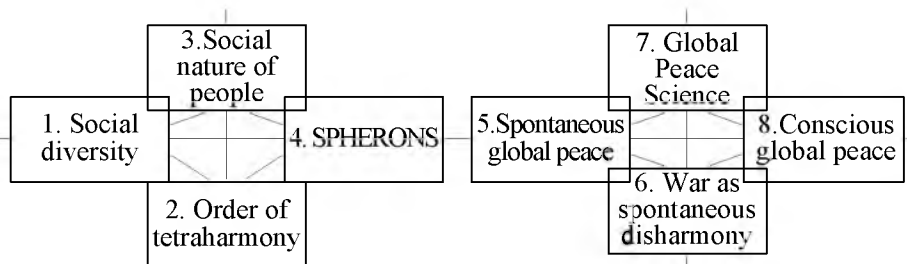 3.Social
nature of
people
1. Social
diversity
4. SPHERONS
2. Order of
tetraharmony
7. Global
Peace
Science
5.Spontaneous
global peace
8.Conscious
global peace
6. War as
spontaneous
disharmony